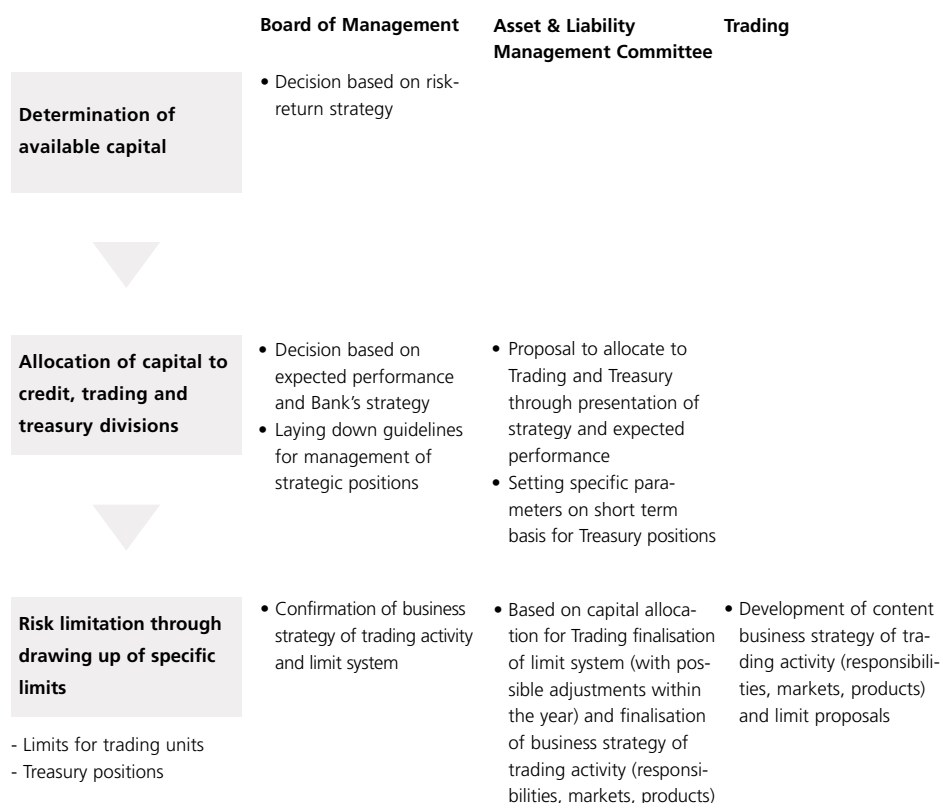 Board of Management
Asset & Liability
Management Committee
Trading
Determination of
available capital
• Decision based on risk-
return strategy
Allocation of capital to
credit, trading and
treasury divisions
• Decision based on
expected performance
and Bank’s strategy
• Laying down guidelines
for management of
strategic positions
• Proposal to allocate to
Trading and Treasury
through presentation of
strategy and expected
performance
• Setting specific para-
meters on short term
basis for Treasury positions
Risk limitation through
drawing up of specific
limits
- Limits for trading units
- Treasury positions
• Confirmation of business
strategy of trading activity
and limit system
• Based on capital alloca-
tion for Trading finalisation
of limit system (with pos-
sible adjustments within
the year) and finalisation
of business strategy of
trading activity (responsi-
bilities, markets, products)
• Development of content
business strategy of tra-
ding activity (responsibili-
ties, markets, products)
and limit proposals